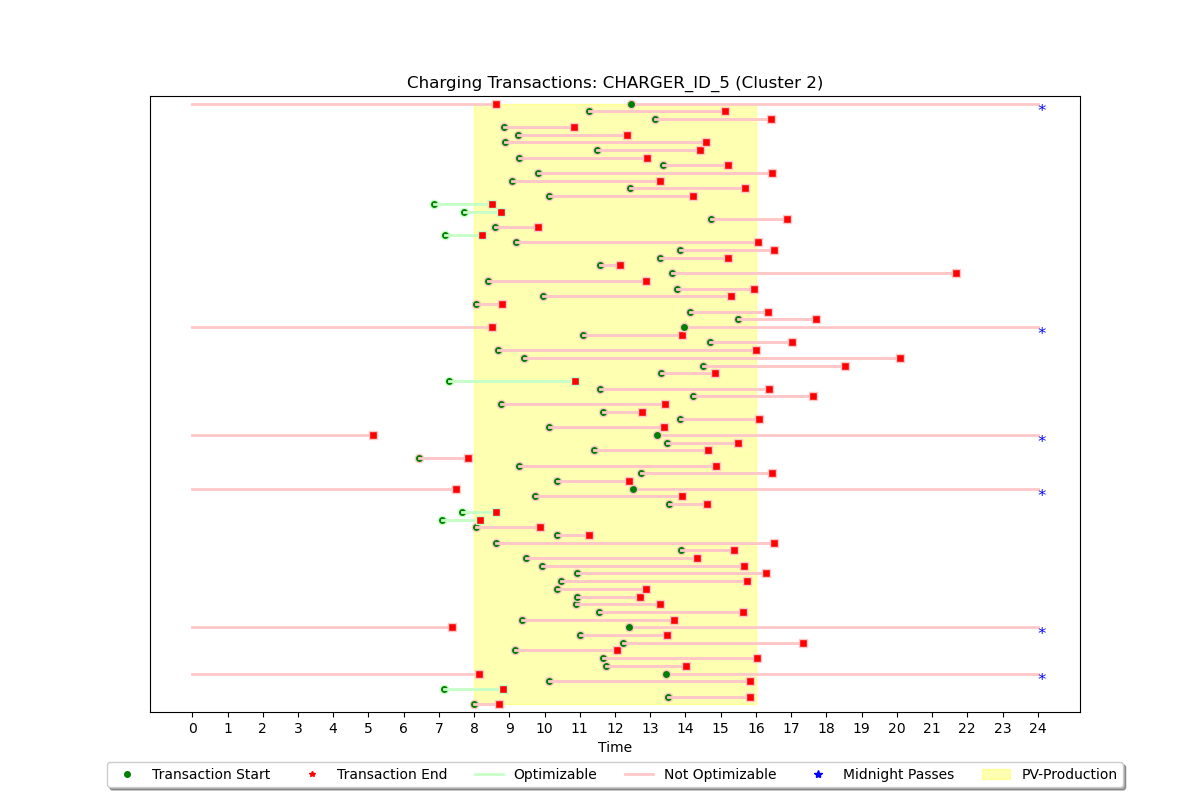 Charging Transactions: CHARGER_ID_5 (Cluster 2)
0 1 2 3 4 5 6 7 8 9 10 11 12 13 14 15 16 17 18 19 20 21 22 23 24
Time
Transaction Start Transaction End Optimizable Not Optimizable Midnight Passes PV-Production